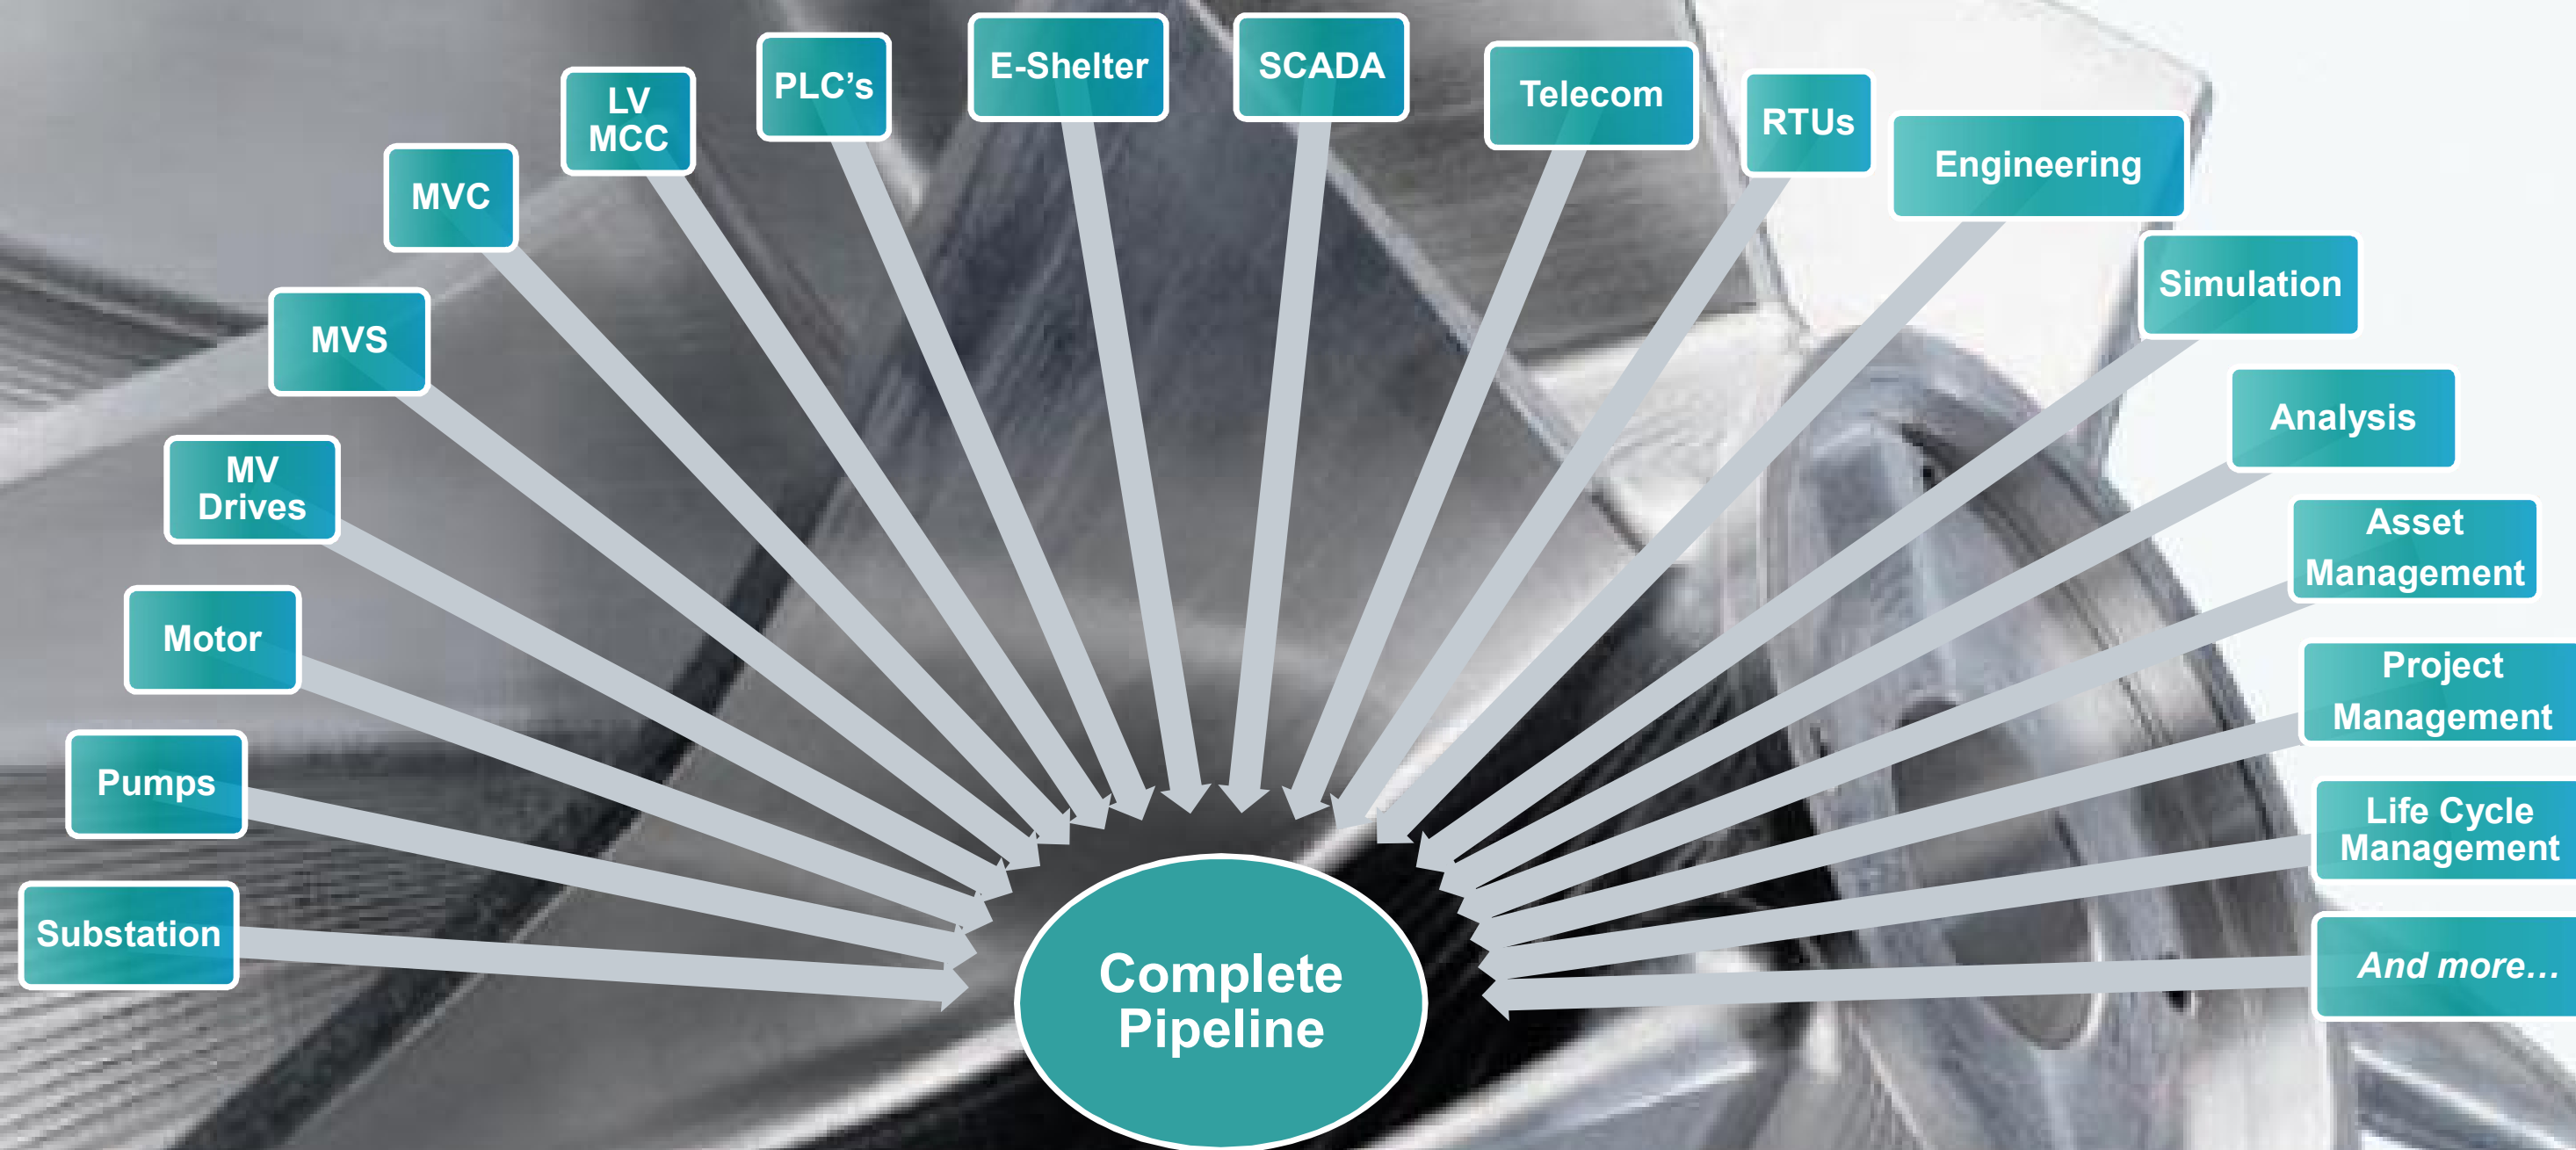 Substation
Pumps
Motor
MV
Drives
MVS
MVC
LV
MCC
PLC’s
E-Shelter
SCADA
Telecom
RTUs
Engineering
Simulation
Analysis
Asset
Management
Project
Management
Life Cycle
Management
And more…
Complete
Pipeline